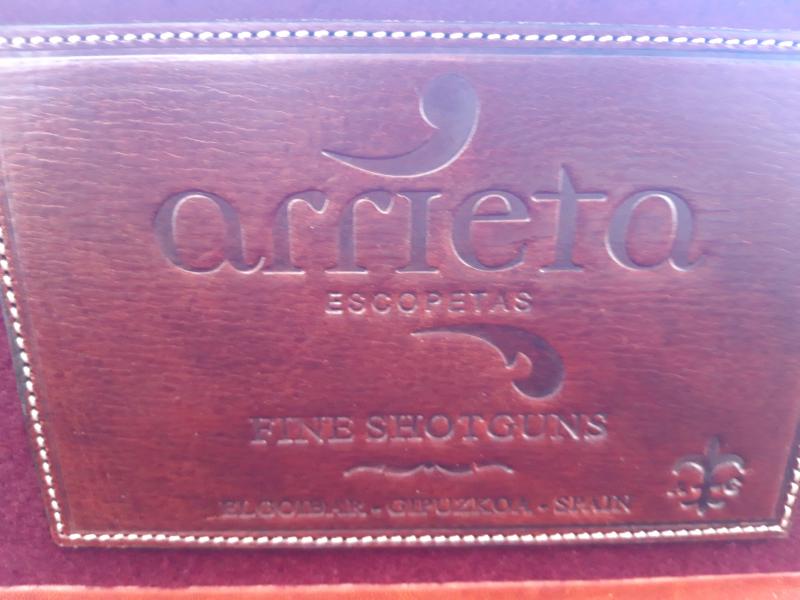 arrieta
ESCOPETAS
FINE SHOTGUNS
ELGOIBAR - GIPUZKOA - SPAIN